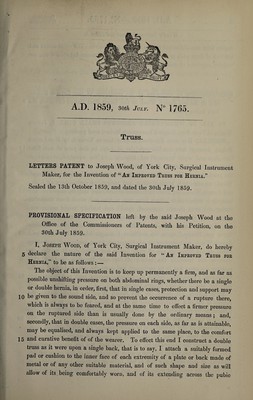 A.D. 1859, 30th JULY. N° 1765.
Truss.
LETTERS PATENT to Joseph Wood, of York City, Surgical Instrument
Maker, for the Invention of "AN IMPROVED TRUSS FOR HERNIA."
Sealed the 13th October 1859, and dated the 30th July 1859.
PROVISIONAL SPECIFICATION left by the said Joseph Wood at the
Office of the Commissioners of Patents, with his Petition, on the
30th July 1859.
I, JOSEPH WOOD, of York City, Surgical Instrument Maker, do hereby
5 declare the nature of the said Invention for "AN IMPROVED TRUSS FOR
HERNIA," to be as follows:—
The object of this Invention is to keep up permanently a firm, and as far as
possible undshifting pressure on both abdominal rings, whether there be a single
or double hernia, in order, first, that in single cases, protection and support may
10 be given to the sound side, and so prevent the occurrence of a rupture there,
which is always to be feared, and at the same time to effect a firmer pressure
on the ruptured side than is usually done by the ordinary means; and,
secondly, that in double cases, the pressure on each side, as far as is attainable,
may be equalised, and always kept applied to the same place, to the comfort
15 and curative benefit of of the wearer. To effect this end I construct a double
truss as it were upon a single back, that is to say, I attach a suitably formed
pad or cushion to the inner face of each extremity of a plate or back made of
metal or of any other suitable material, and of such shape and size as will
allow of its being comfortably worn, and of its extending across the pubic